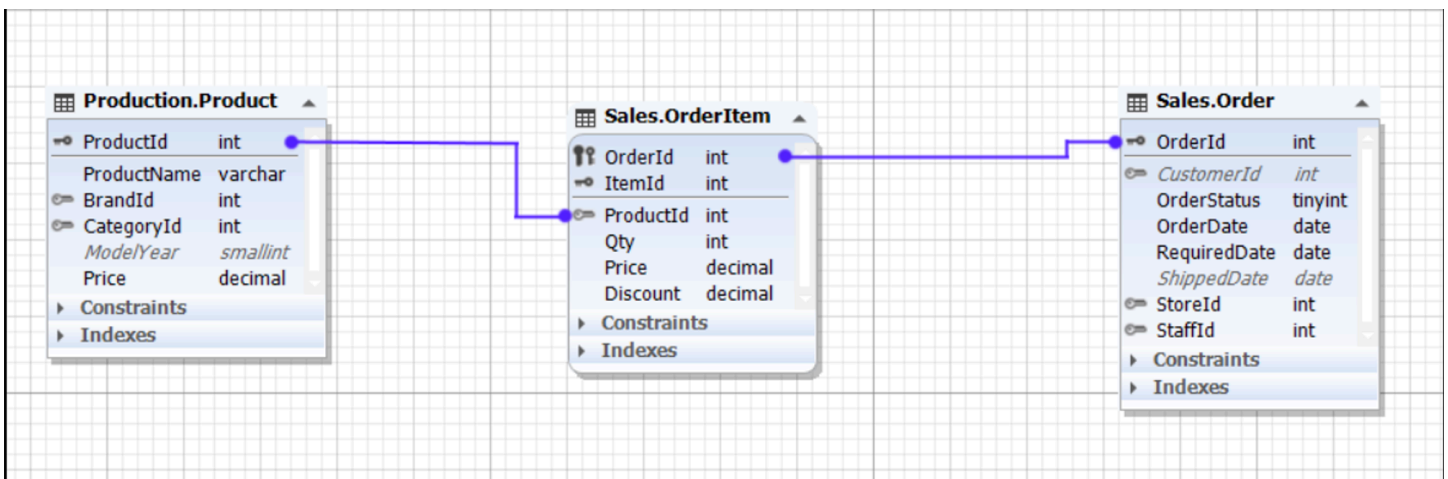 Production.Product
ProductId int
ProductName varchar
BrandId int
CategoryId int
ModelYear smallint
Price decimal
Constraints
Indexes
Sales.OrderItem
OrderId int
ItemId int
ProductId int
Qty int
Price decimal
Discount decimal
Constraints
Indexes
Sales.Order
OrderId int
CustomerId int
OrderStatus tinyint
OrderDate date
RequiredDate date
ShippedDate date
StoreId int
StaffId int
Constraints
Indexes